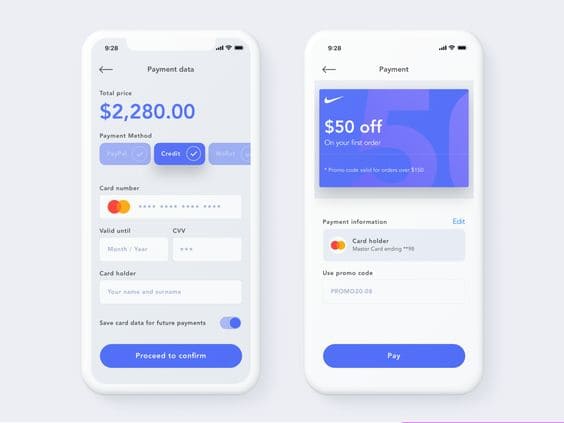 9:28
Payment data
Total price
$2,280.00
Payment Method
PayPal
Credit
Wallet
Card number
**** **** **** ****
Valid until
CVV
Month / Year
***
Card holder
Your name and surname
Save card data for future payments
Proceed to confirm
9:28
Payment
50
$50 off
On your first order
* Promo code valid for orders over $150
Payment information
Edit
Card holder
Master Card ending **98
Use promo code
PROMO20-08
Pay